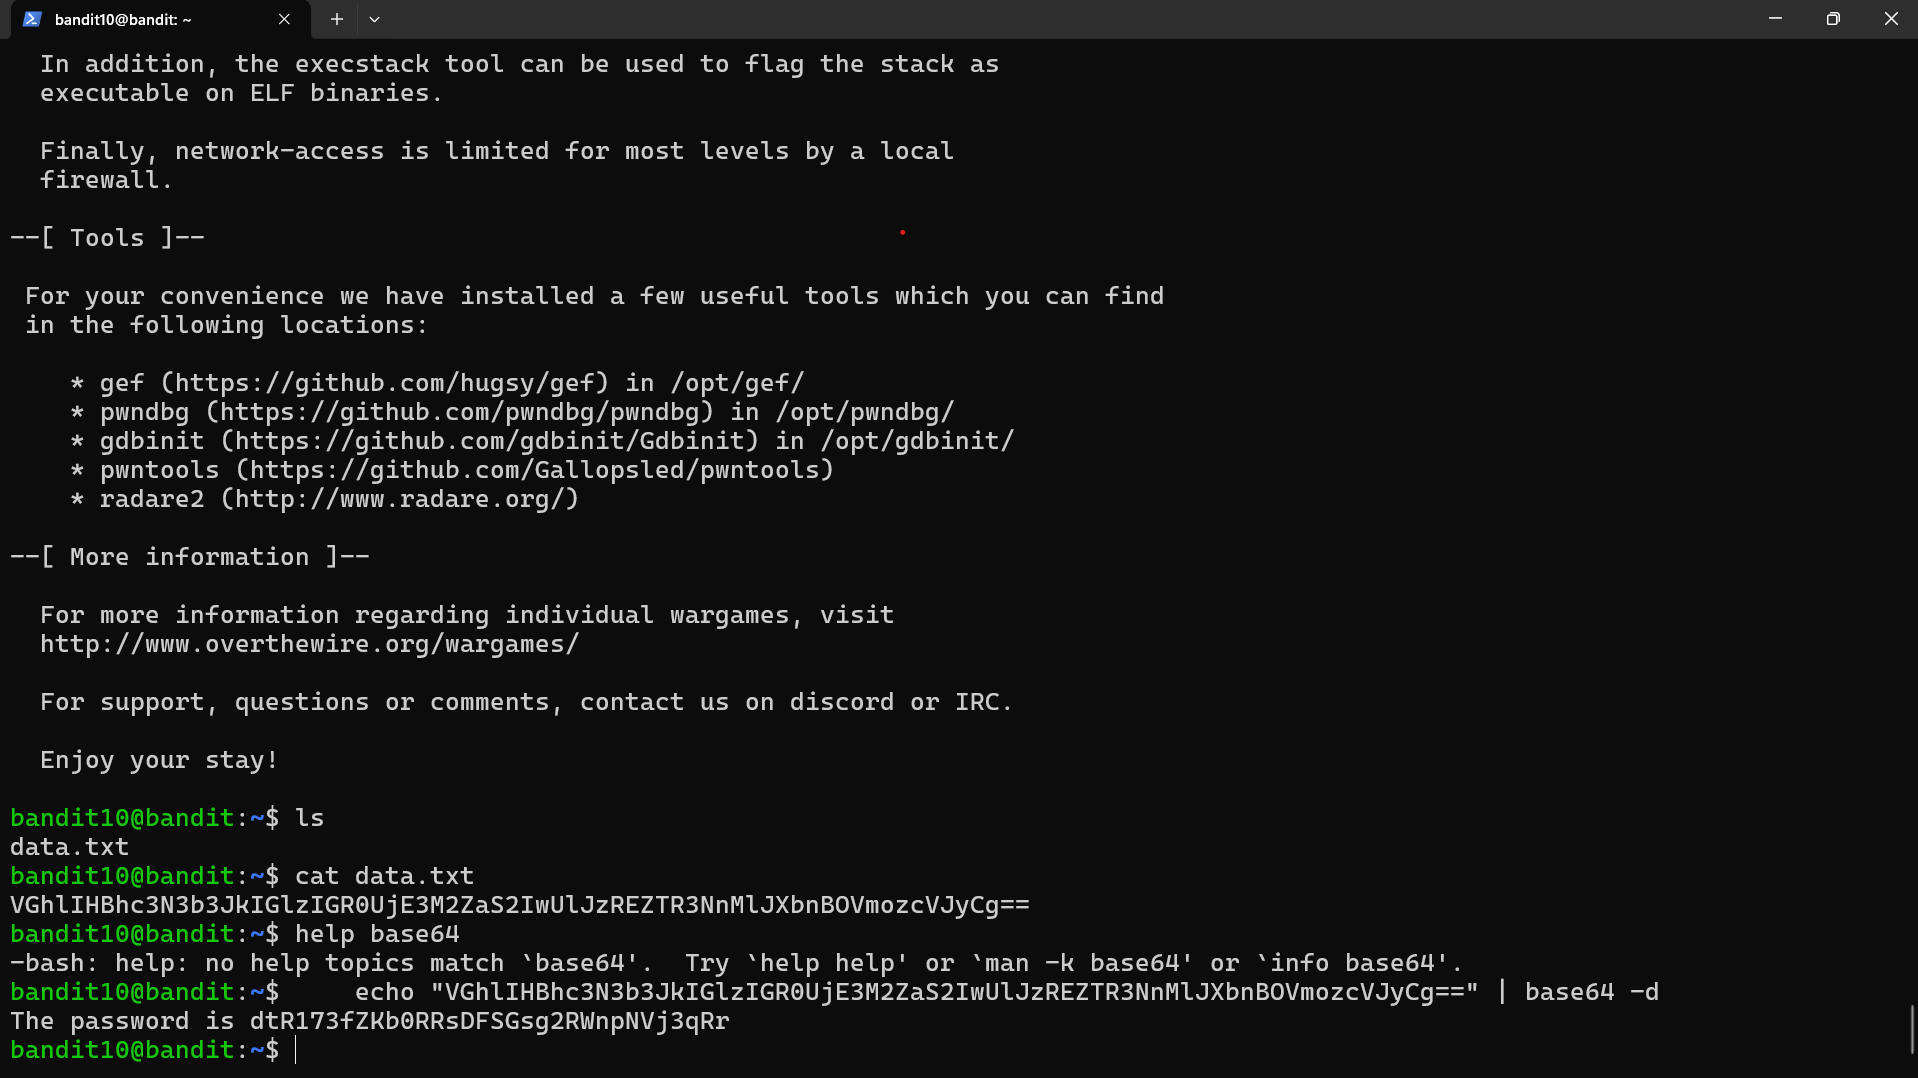 bandit10@bandit: ~
In addition, the execstack tool can be used to flag the stack as
executable on ELF binaries.
Finally, network-access is limited for most levels by a local
firewall.
--[ Tools ]--
For your convenience we have installed a few useful tools which you can find
in the following locations:
* gef (https://github.com/hugsy/gef) in /opt/gef/
* pwndbg (https://github.com/pwndbg/pwndbg) in /opt/pwndbg/
* gdbinit (https://github.com/gdbinit/Gdbinit) in /opt/gdbinit/
* pwntools (https://github.com/Gallopsled/pwntools)
* radare2 (http://www.radare.org/)
--[ More information ]--
For more information regarding individual wargames, visit
http://www.overthewire.org/wargames/
For support, questions or comments, contact us on discord or IRC.
Enjoy your stay!
bandit10@bandit:~$ ls
data.txt
bandit10@bandit:~$ cat data.txt
VGhlIHBhc3N3b3JkIGlzIGR0UjE3M2ZaS2IwUlJzREZTR3NnMlJXbnBOVmozcVJyCg==
bandit10@bandit:~$ help base64
-bash: help: no help topics match `base64'.  Try `help help' or `man -k base64' or `info base64'.
bandit10@bandit:~$     echo "VGhlIHBhc3N3b3JkIGlzIGR0UjE3M2ZaS2IwUlJzREZTR3NnMlJXbnBOVmozcVJyCg==" | base64 -d
The password is dtR173fZKb0RRsDFSGsg2RWnpNVj3qRr
bandit10@bandit:~$